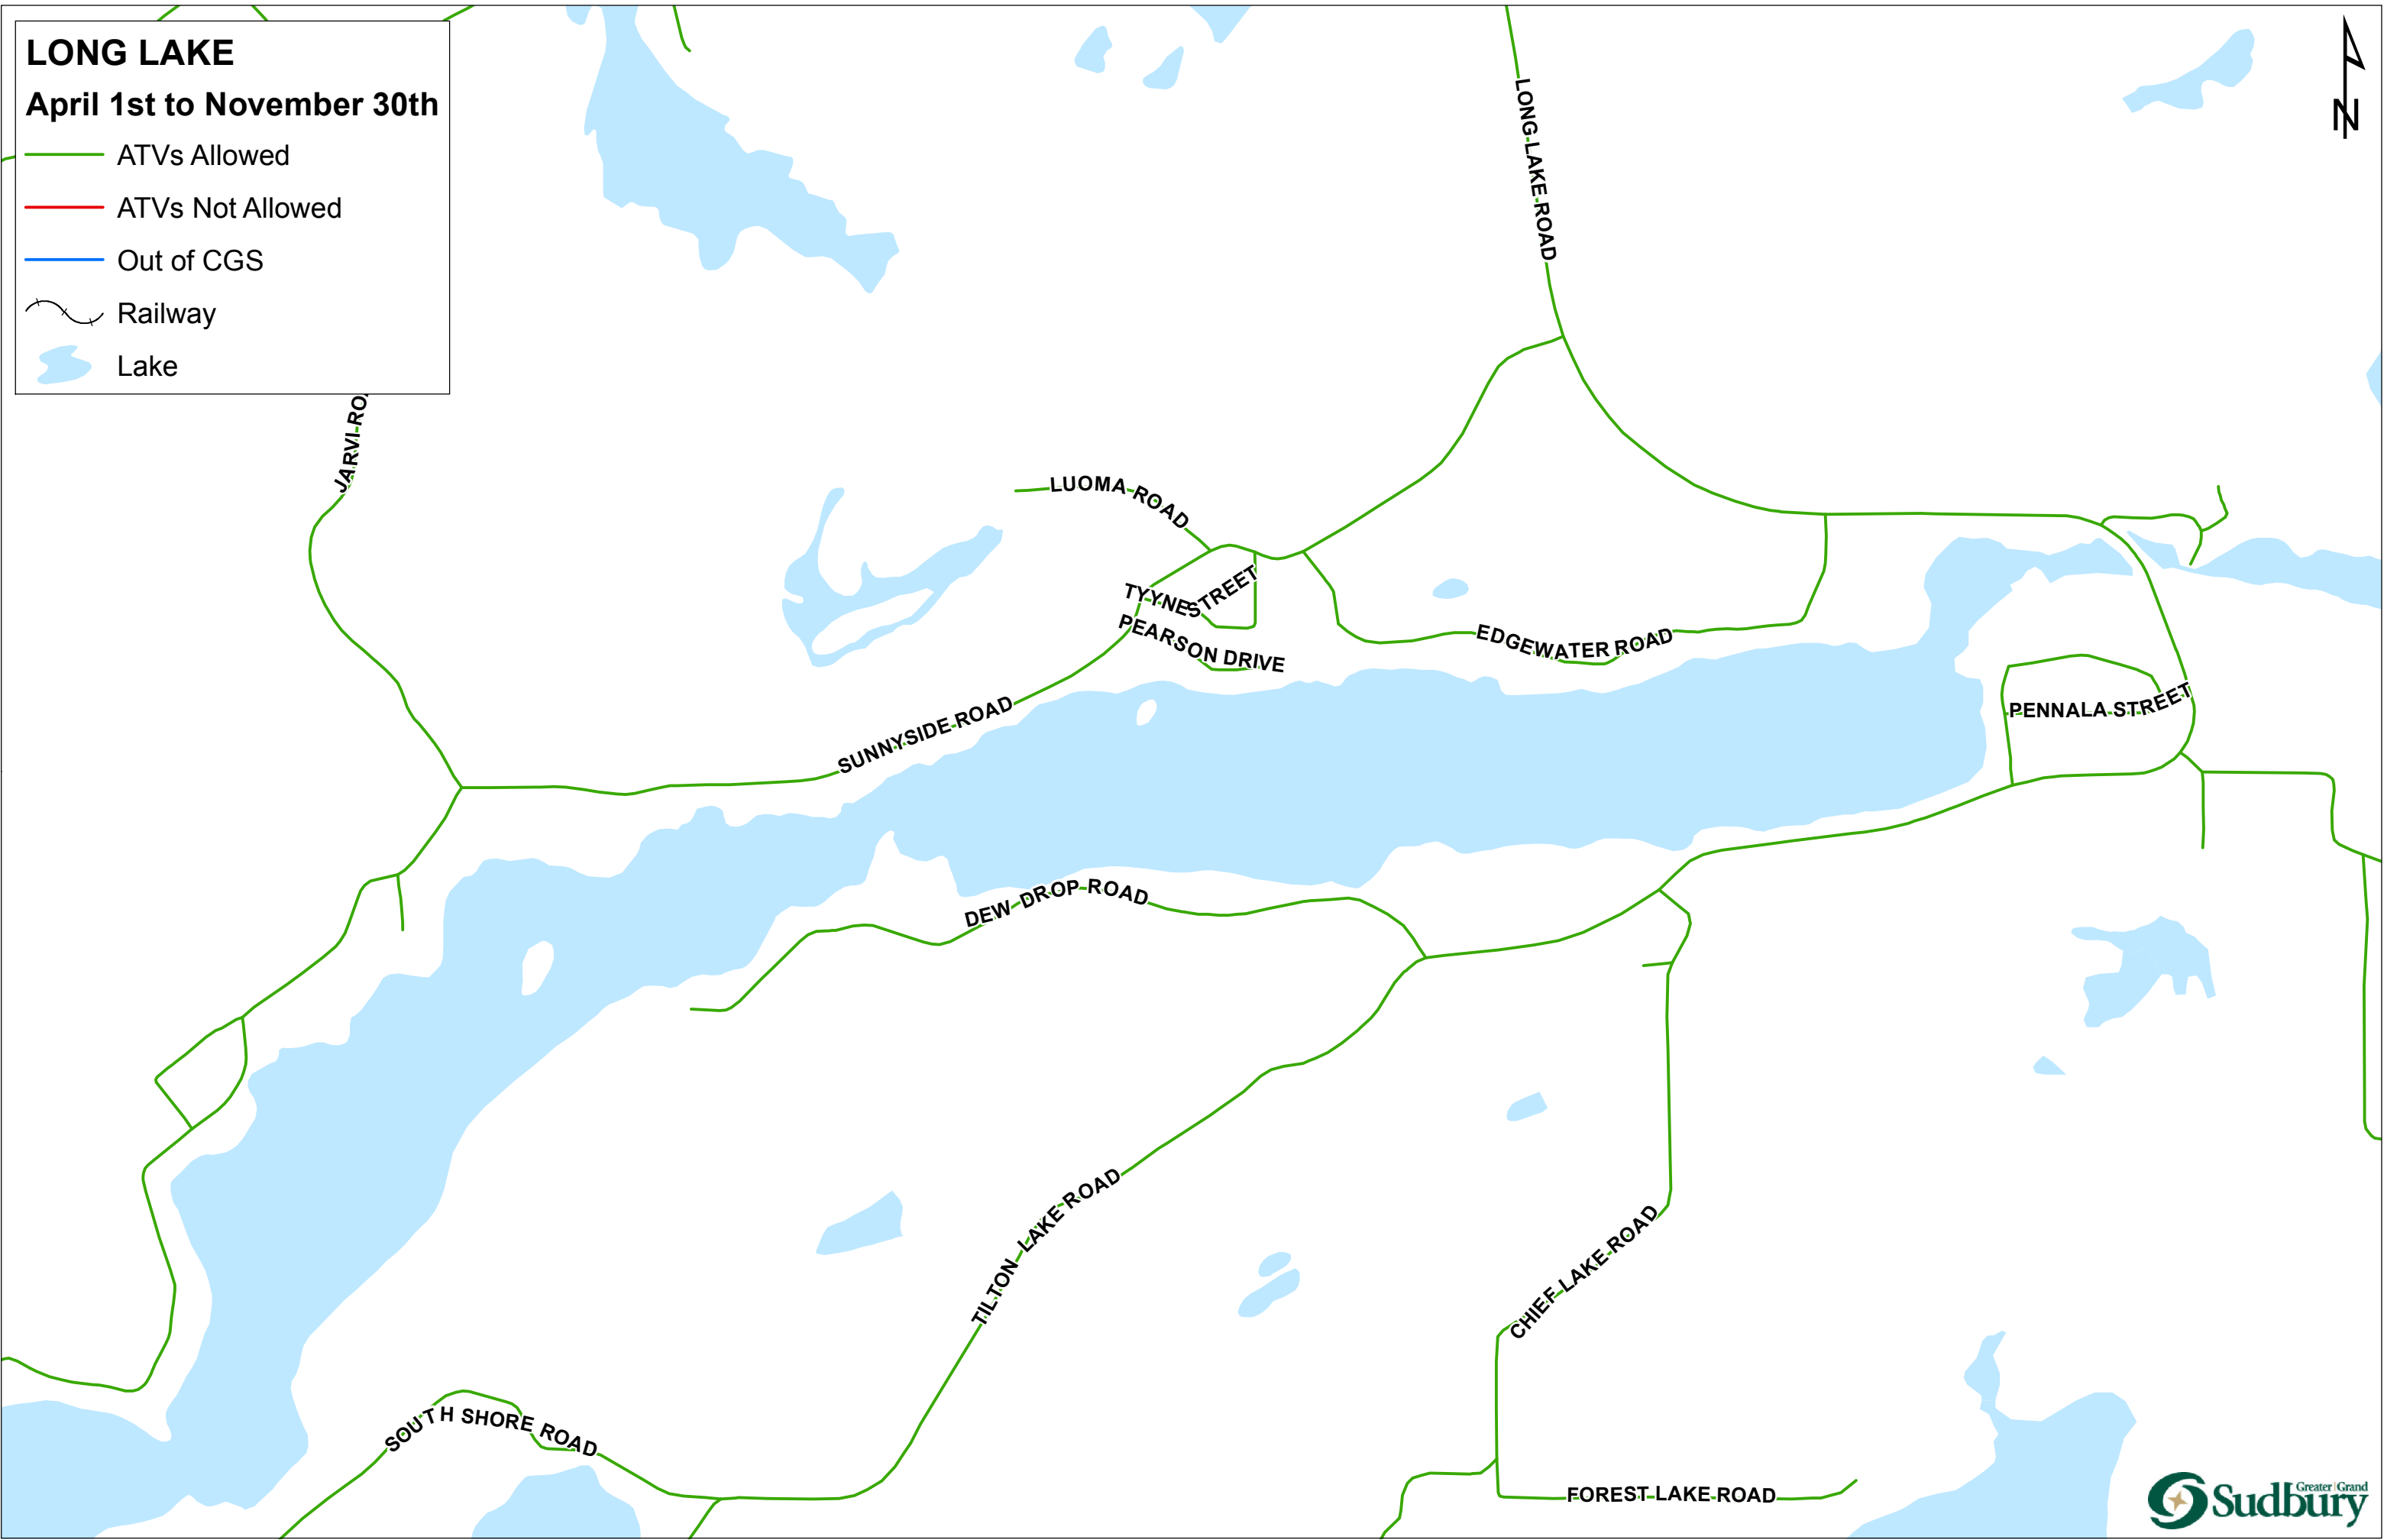 LONG LAKE
April 1st to November 30th
ATVs Allowed
ATVs Not Allowed
Out of CGS
Railway
Lake
N
LONG LAKE ROAD
LUOMA ROAD
TYYNE STREET
PEARSON DRIVE
EDGEWATER ROAD
PENNALA STREET
SUNNYSIDE ROAD
DEW DROP ROAD
TILTON LAKE ROAD
CHIEF LAKE ROAD
SOUTH SHORE ROAD
FOREST LAKE ROAD
JARVI
Greater Grand
Sudbury